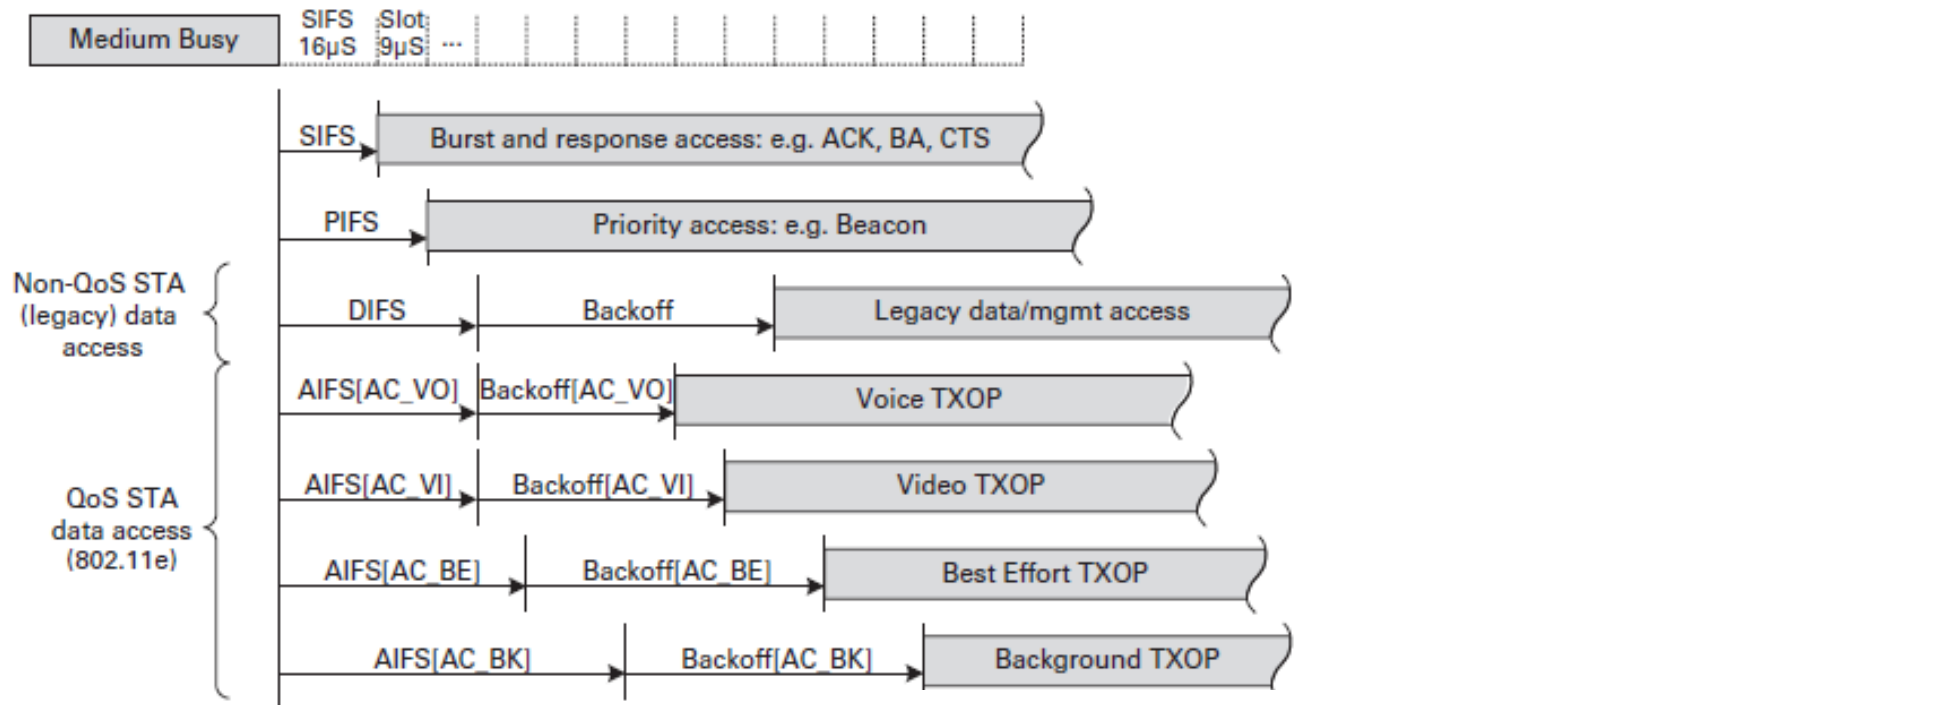 Medium Busy
SIFS
16µS
Slot
9µS
...
SIFS
Burst and response access: e.g. ACK, BA, CTS
PIFS
Priority access: e.g. Beacon
Non-QoS STA
(legacy) data
access
DIFS
Backoff
Legacy data/mgmt access
AIFS[AC_VO]
Backoff[AC_VO]
Voice TXOP
QoS STA
data access
(802.11e)
AIFS[AC_VI]
Backoff[AC_VI]
Video TXOP
AIFS[AC_BE]
Backoff[AC_BE]
Best Effort TXOP
AIFS[AC_BK]
Backoff[AC_BK]
Background TXOP